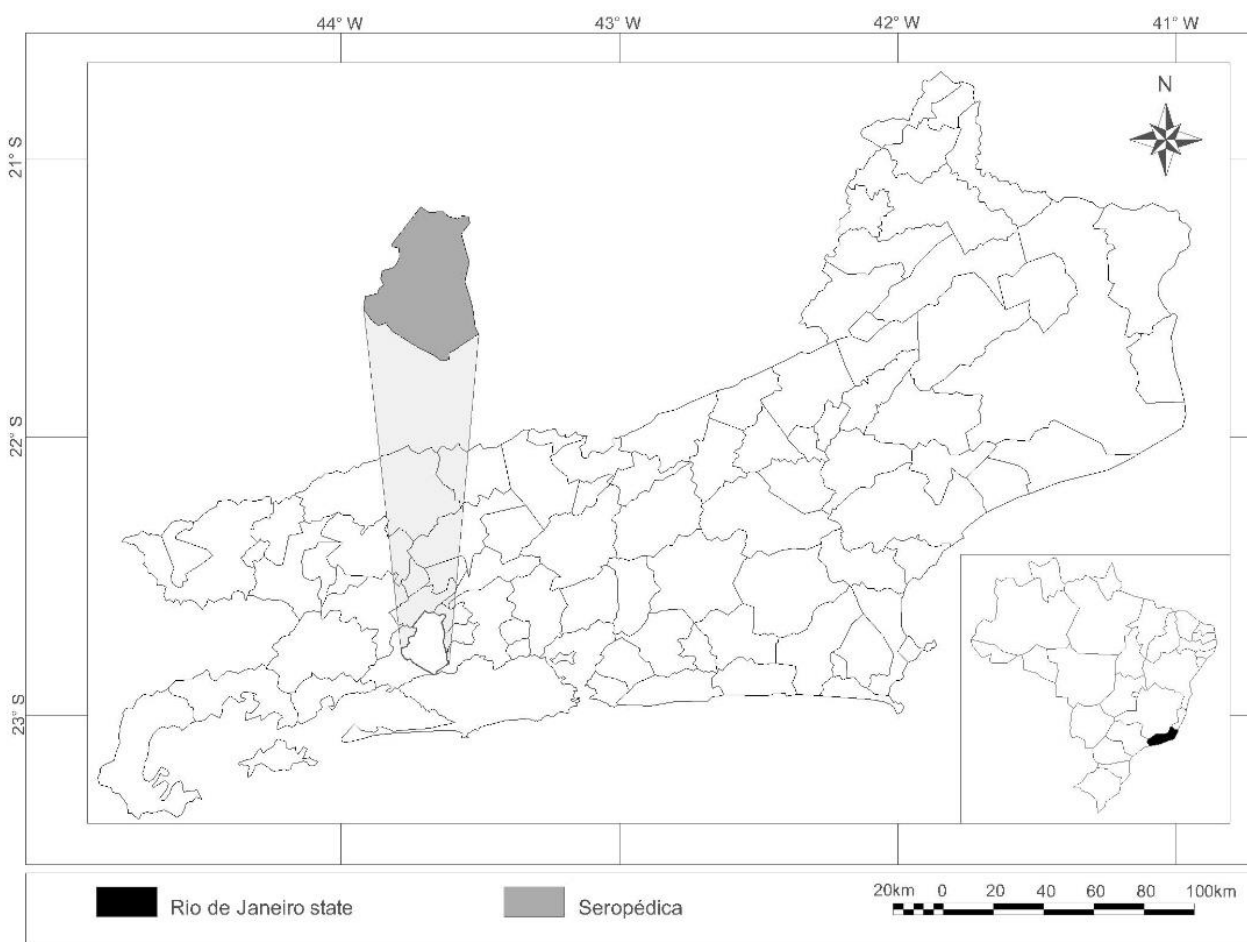 44° W 43° W 42° W 41° W
N
21° S
22° S
23° S
Rio de Janeiro state
Seropédica
20km 0 20 40 60 80 100km